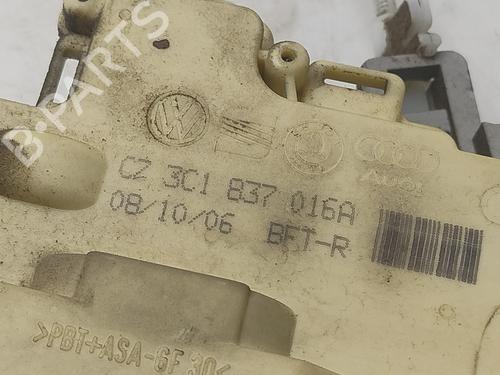 B-PARTS
AUDI
CZ 3C1 837 016A
08/10/06 BFT-R
>PBT+ASA-GF 30<